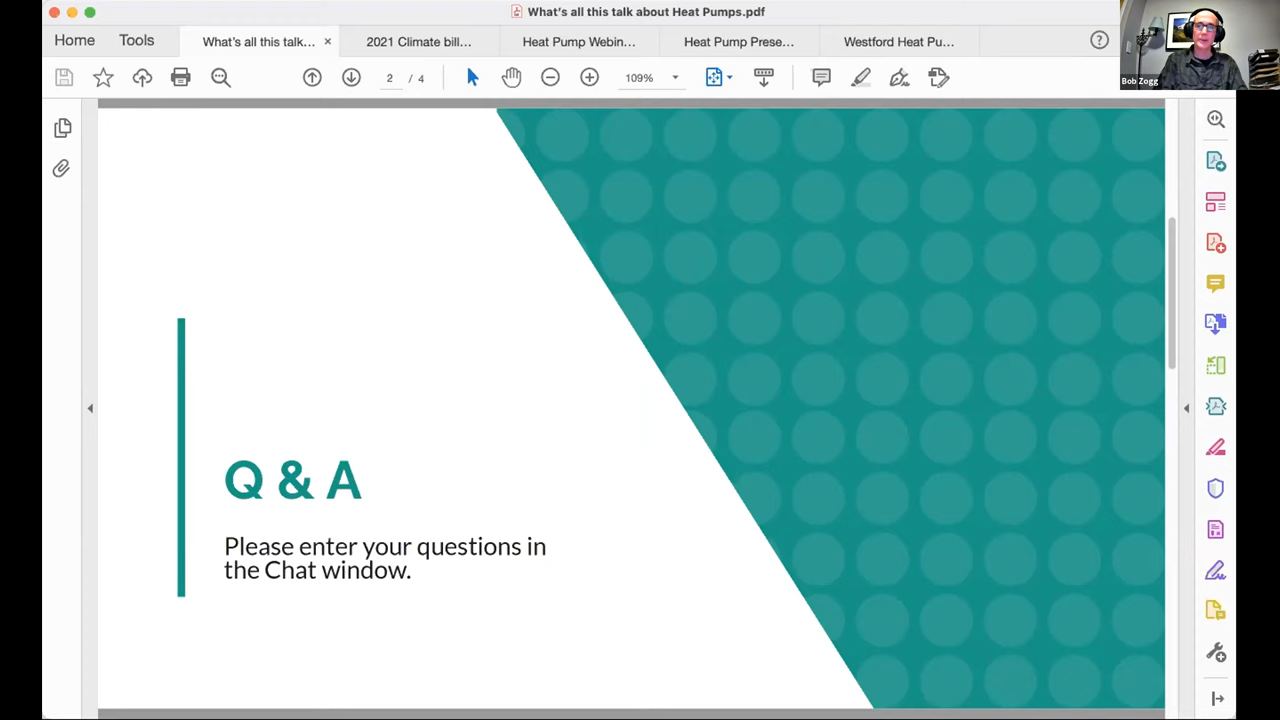 What's all this talk about Heat Pumps.pdf
Home
Tools
What's all this talk...
2021 Climate bill...
Heat Pump Webin...
Heat Pump Prese...
Westford Heat Pu...
2 / 4
109%
Bob Zogg
Q & A
Please enter your questions in
the Chat window.